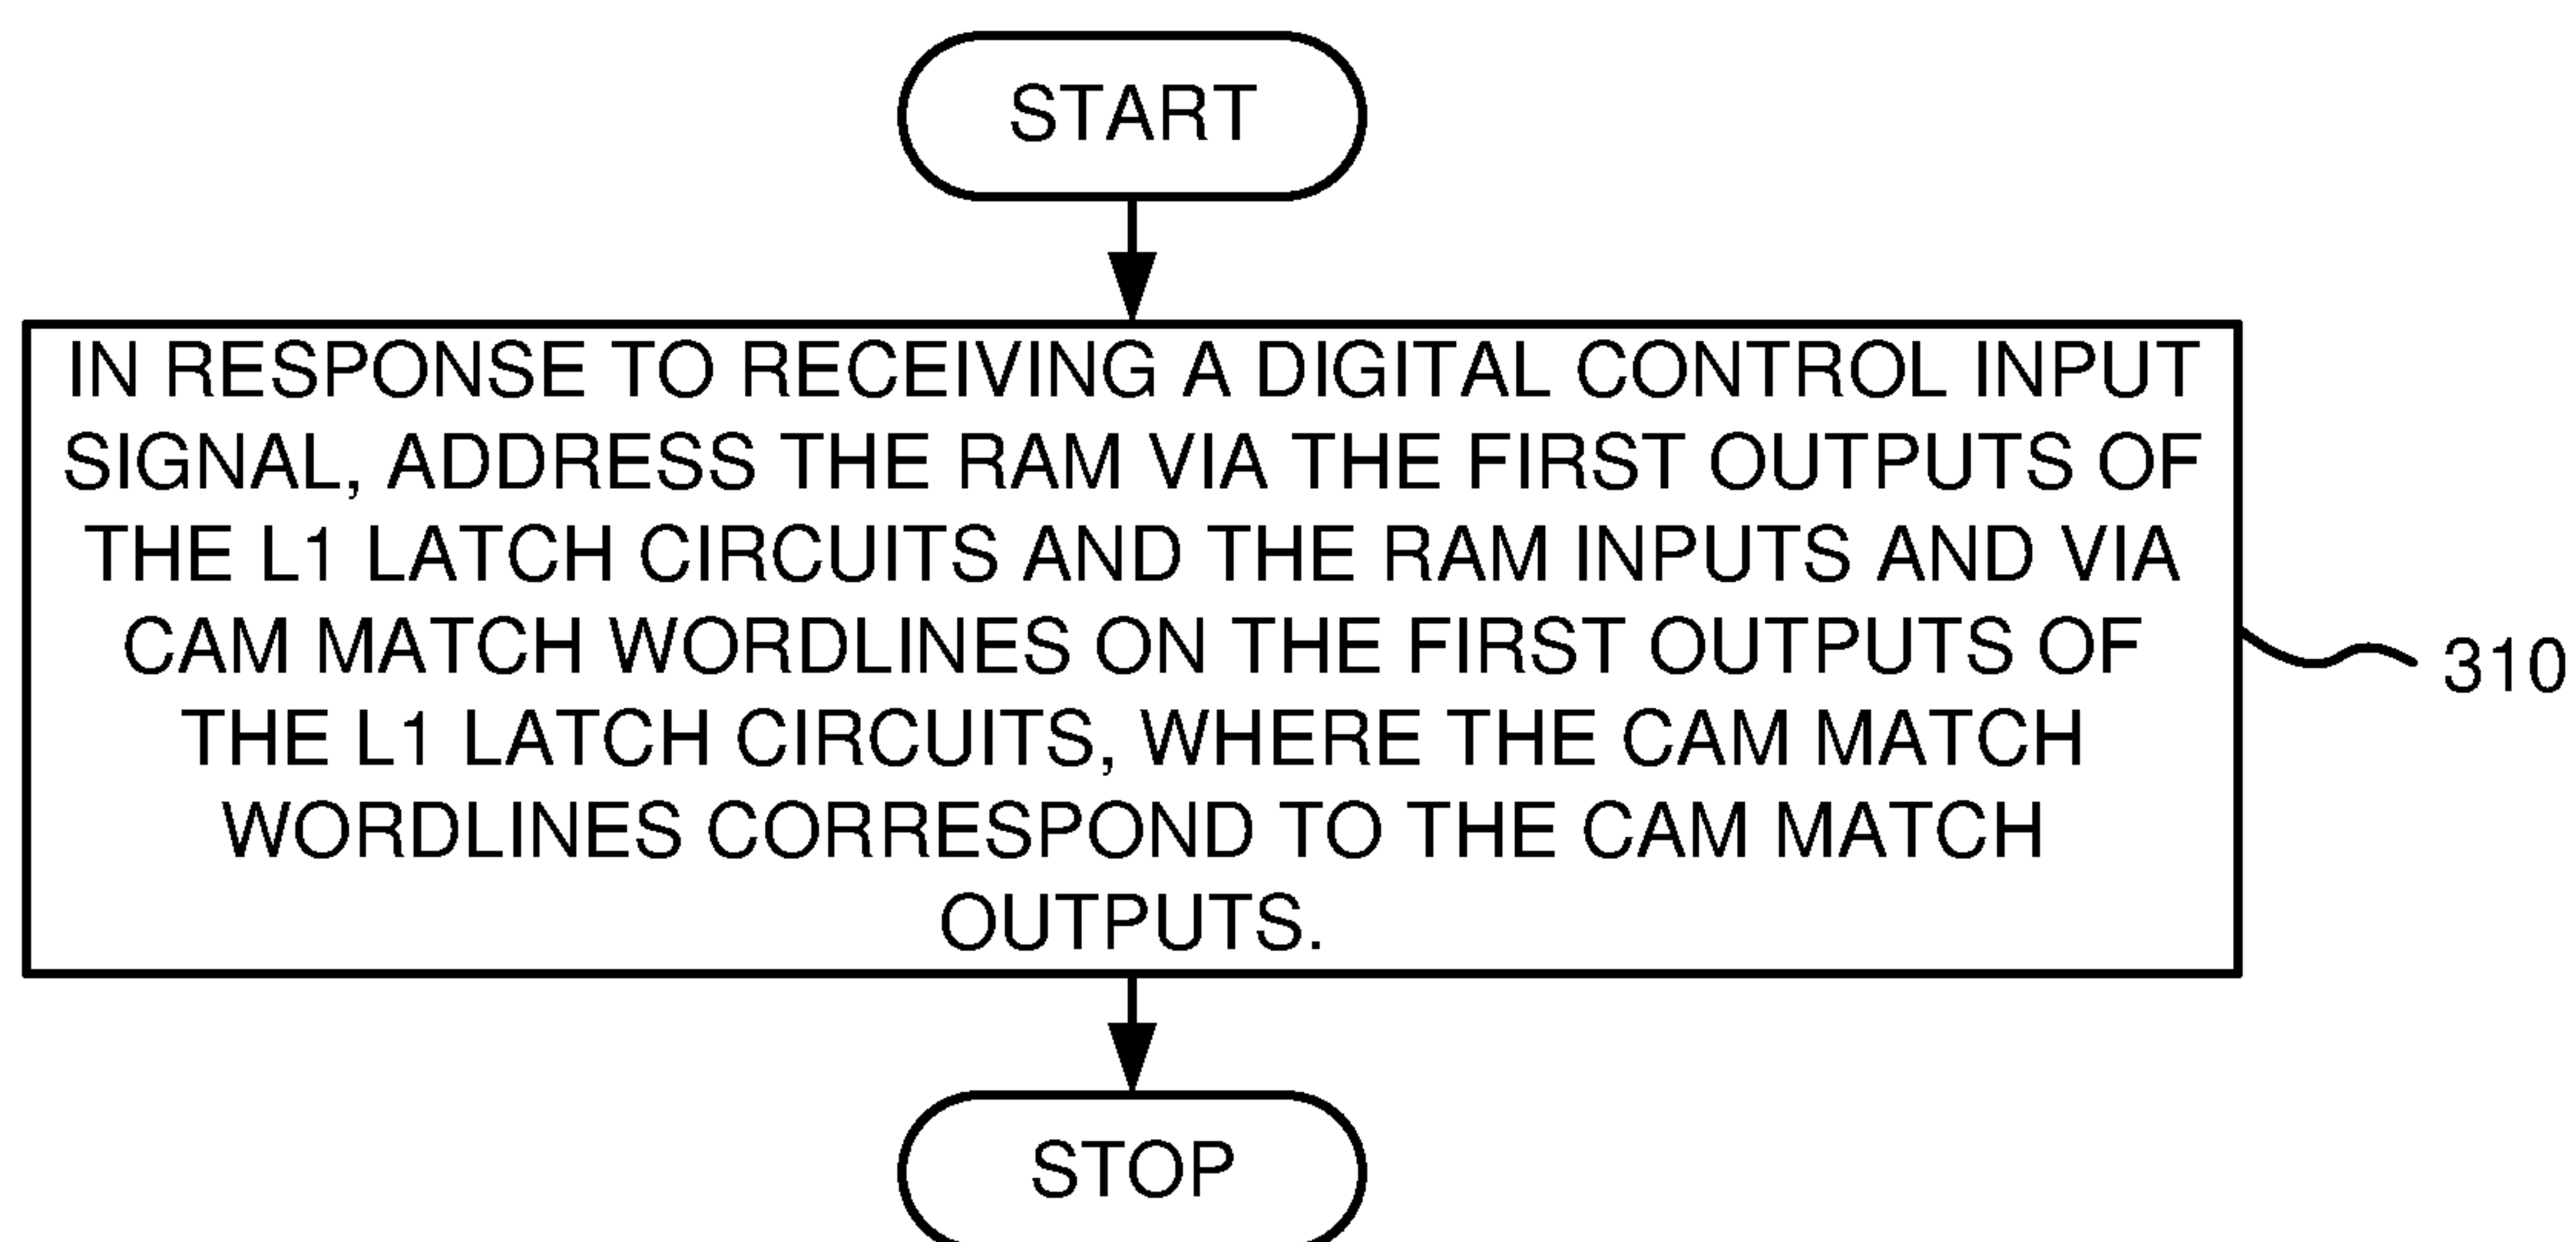 START
IN RESPONSE TO RECEIVING A DIGITAL CONTROL INPUT
SIGNAL, ADDRESS THE RAM VIA THE FIRST OUTPUTS OF
THE L1 LATCH CIRCUITS AND THE RAM INPUTS AND VIA
CAM MATCH WORDLINES ON THE FIRST OUTPUTS OF
THE L1 LATCH CIRCUITS, WHERE THE CAM MATCH
WORDLINES CORRESPOND TO THE CAM MATCH
OUTPUTS.
310
STOP